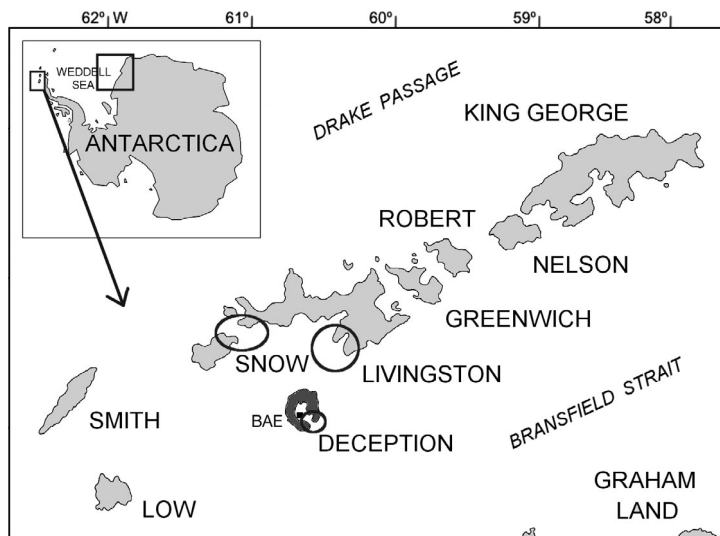 62º W
61º
60º
59º
58º
WEDDELL
SEA
ANTARCTICA
DRAKE PASSAGE
KING GEORGE
ROBERT
NELSON
GREENWICH
SNOW
LIVINGSTON
SMITH
BAE
DECEPTION
BRANSFIELD STRAIT
LOW
GRAHAM
LAND